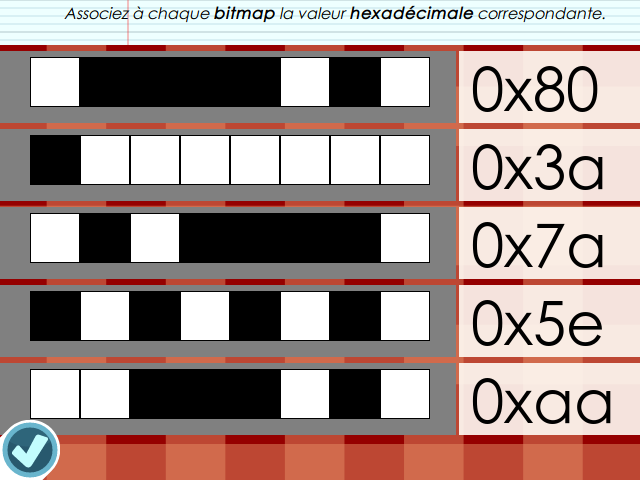 Associez à chaque bitmap la valeur hexadécimale correspondante.
0x80
0x3a
0x7a
0x5e
0xaa